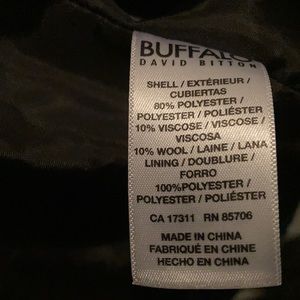 BUFFALO
DAVID BITTON
SHELL / EXTÉRIEUR /
CUBIERTAS
80% POLYESTER /
POLYESTER / POLIÉSTER
10% VISCOSE / VISCOSE /
VISCOSA
10% WOOL / LAINE / LANA
LINING / DOUBLURE /
FORRO
100%POLYESTER /
POLYESTER / POLIÉSTER
CA 17311 RN 85706
MADE IN CHINA
FABRIQUÉ EN CHINE
HECHO EN CHINA